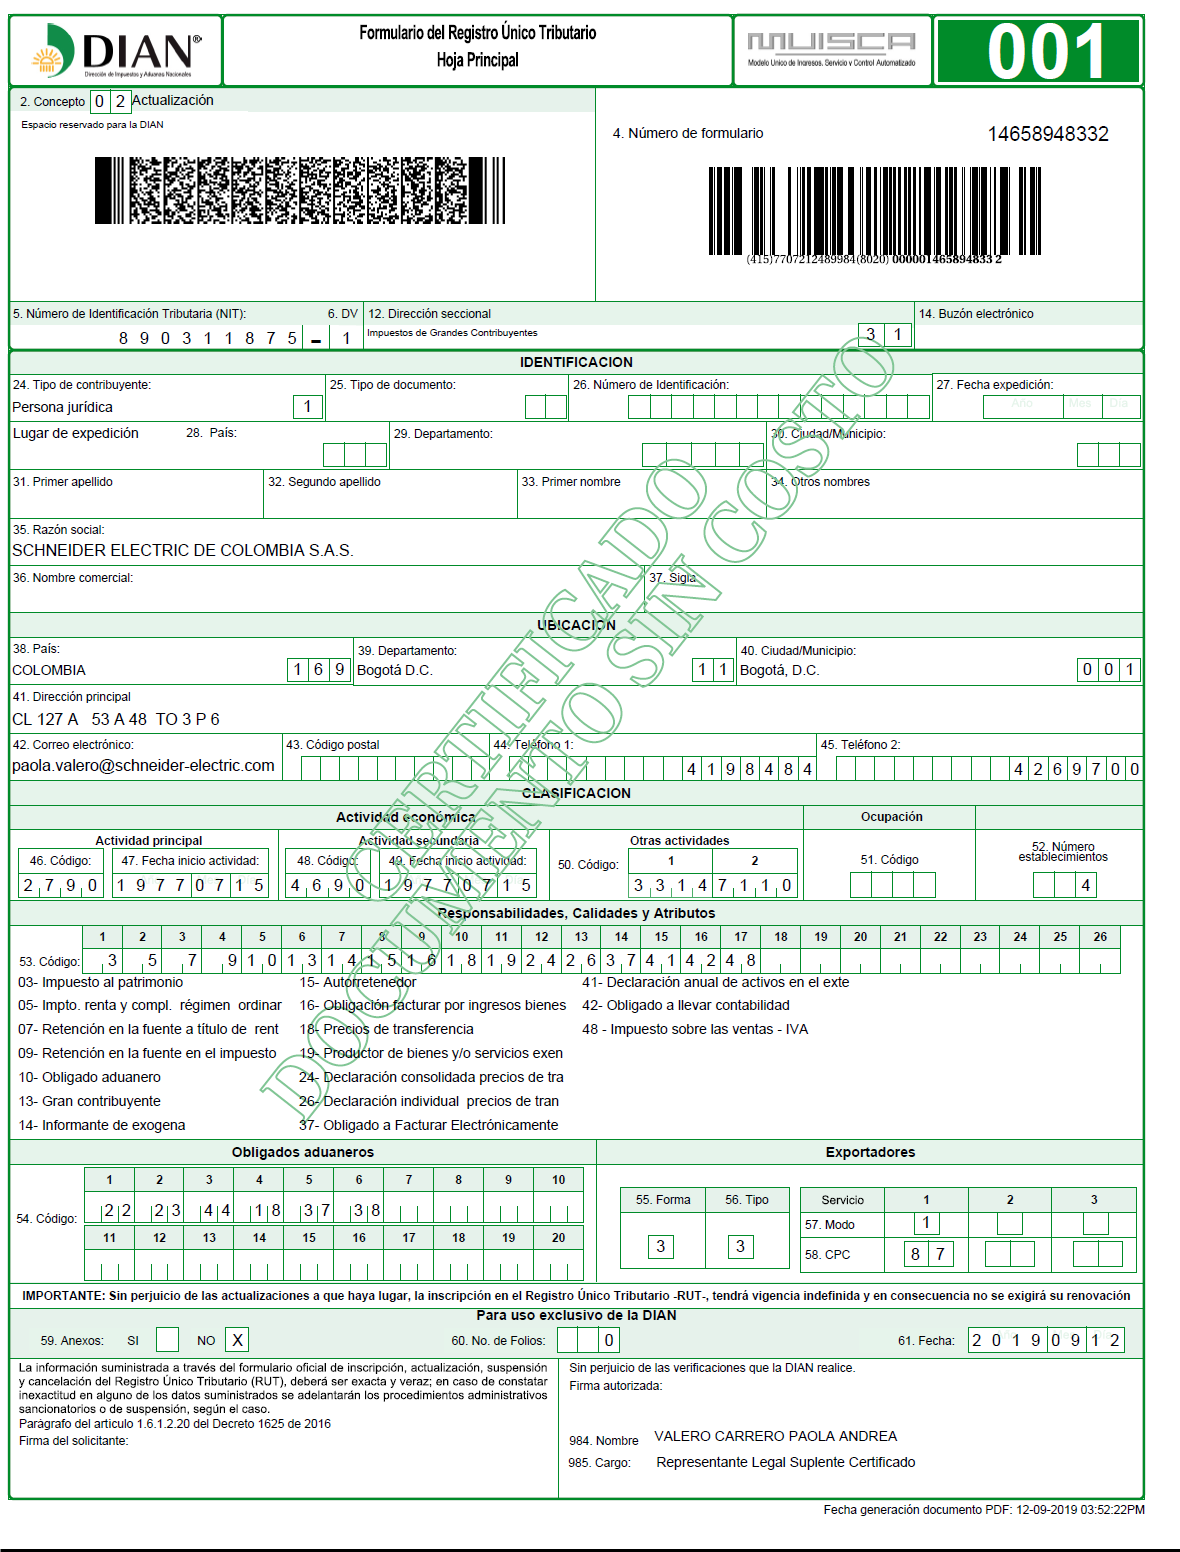 DIAN®
Dirección de Impuestos y Aduanas Nacionales
Formulario del Registro Único Tributario
Hoja Principal
MUISCA
Modelo Unico de Ingresos, Servicio y Control Automatizado
001
2. Concepto 0 2 Actualización
Espacio reservado para la DIAN
4. Número de formulario 14658948332
(415)7707212489984(8020) 000001465894833 2
5. Número de Identificación Tributaria (NIT): 6. DV 12. Dirección seccional 14. Buzón electrónico
8 9 0 3 1 1 8 7 5 - 1 Impuestos de Grandes Contribuyentes 3 1
IDENTIFICACION
24. Tipo de contribuyente: 25. Tipo de documento: 26. Número de Identificación: 27. Fecha expedición:
Persona jurídica 1 Año Mes Día
Lugar de expedición 28. País: 29. Departamento: 30. Ciudad/Municipio:
31. Primer apellido 32. Segundo apellido 33. Primer nombre 34. Otros nombres
35. Razón social:
SCHNEIDER ELECTRIC DE COLOMBIA S.A.S.
36. Nombre comercial: 37. Sigla
UBICACION
38. País: 39. Departamento: 40. Ciudad/Municipio:
COLOMBIA 1 6 9 Bogotá D.C. 1 1 Bogotá, D.C. 0 0 1
41. Dirección principal
CL 127 A 53 A 48 TO 3 P 6
42. Correo electrónico: 43. Código postal 44. Teléfono 1: 45. Teléfono 2:
paola.valero@schneider-electric.com 4 1 9 8 4 8 4 4 2 6 9 7 0 0
CLASIFICACION
Actividad económica Ocupación
Actividad principal Actividad secundaria Otras actividades 52. Número establecimientos
46. Código: 47. Fecha inicio actividad: 48. Código: 49. Fecha inicio actividad: 50. Código: 1 2 51. Código
2 7 9 0 1 9 7 7 0 7 1 5 4 6 9 0 1 9 7 7 0 7 1 5 3 3 1 4 7 1 1 0 4
Responsabilidades, Calidades y Atributos
1 2 3 4 5 6 7 8 9 10 11 12 13 14 15 16 17 18 19 20 21 22 23 24 25 26
53. Código: 3 5 7 9 1 0 1 3 1 4 1 5 1 6 1 8 1 9 2 4 2 6 3 7 4 1 4 2 4 8
03- Impuesto al patrimonio 15- Autorretenedor 41- Declaración anual de activos en el exte
05- Impto. renta y compl. régimen ordinar 16- Obligación facturar por ingresos bienes 42- Obligado a llevar contabilidad
07- Retención en la fuente a título de rent 18- Precios de transferencia 48 - Impuesto sobre las ventas - IVA
09- Retención en la fuente en el impuesto 19- Productor de bienes y/o servicios exen
10- Obligado aduanero 24- Declaración consolidada precios de tra
13- Gran contribuyente 26- Declaración individual precios de tran
14- Informante de exogena 37- Obligado a Facturar Electrónicamente
CERTIFICADO
DOCUMENTO SIN COSTO
Obligados aduaneros Exportadores
1 2 3 4 5 6 7 8 9 10
54. Código: 2 2 2 3 4 4 1 8 3 7 3 8
11 12 13 14 15 16 17 18 19 20
55. Forma 56. Tipo Servicio 1 2 3
3 3 57. Modo 1
58. CPC 8 7
IMPORTANTE: Sin perjuicio de las actualizaciones a que haya lugar, la inscripción en el Registro Único Tributario -RUT-, tendrá vigencia indefinida y en consecuencia no se exigirá su renovación
Para uso exclusivo de la DIAN
59. Anexos: SI NO X 60. No. de Folios: 0 61. Fecha: 2 0 1 9 0 9 1 2
La información suministrada a través del formulario oficial de inscripción, actualización, suspensión
y cancelación del Registro Único Tributario (RUT), deberá ser exacta y veraz; en caso de constatar
inexactitud en alguno de los datos suministrados se adelantarán los procedimientos administrativos
sancionatorios o de suspensión, según el caso.
Parágrafo del articulo 1.6.1.2.20 del Decreto 1625 de 2016
Firma del solicitante:
Sin perjuicio de las verificaciones que la DIAN realice.
Firma autorizada:
984. Nombre VALERO CARRERO PAOLA ANDREA
985. Cargo: Representante Legal Suplente Certificado
Fecha generación documento PDF: 12-09-2019 03:52:22PM